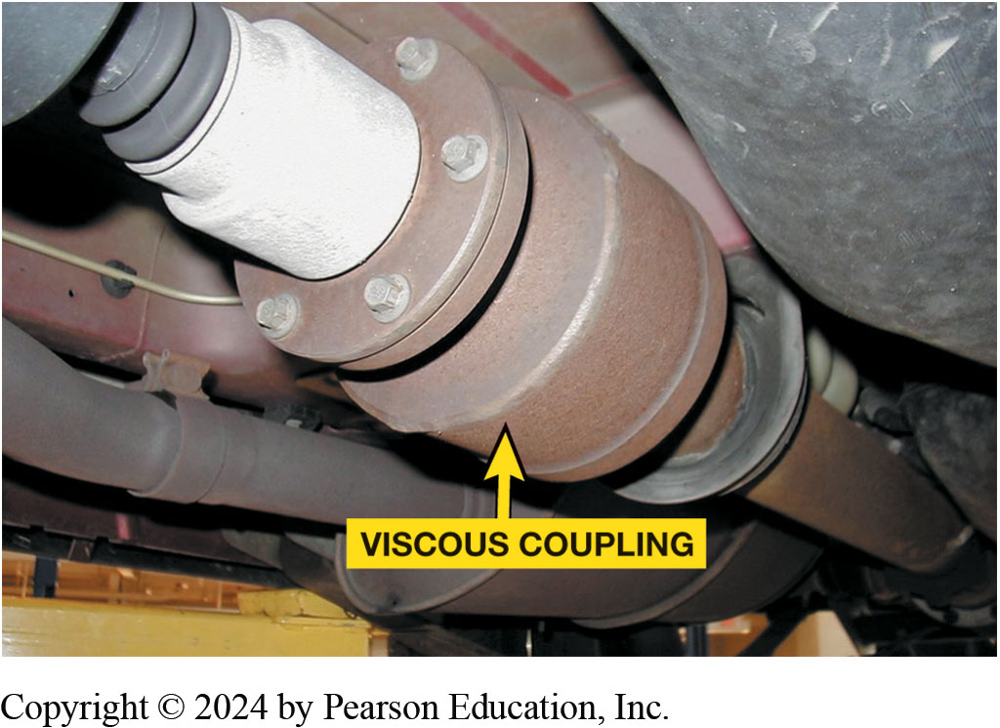 VISCOUS COUPLING
Copyright © 2024 by Pearson Education, Inc.